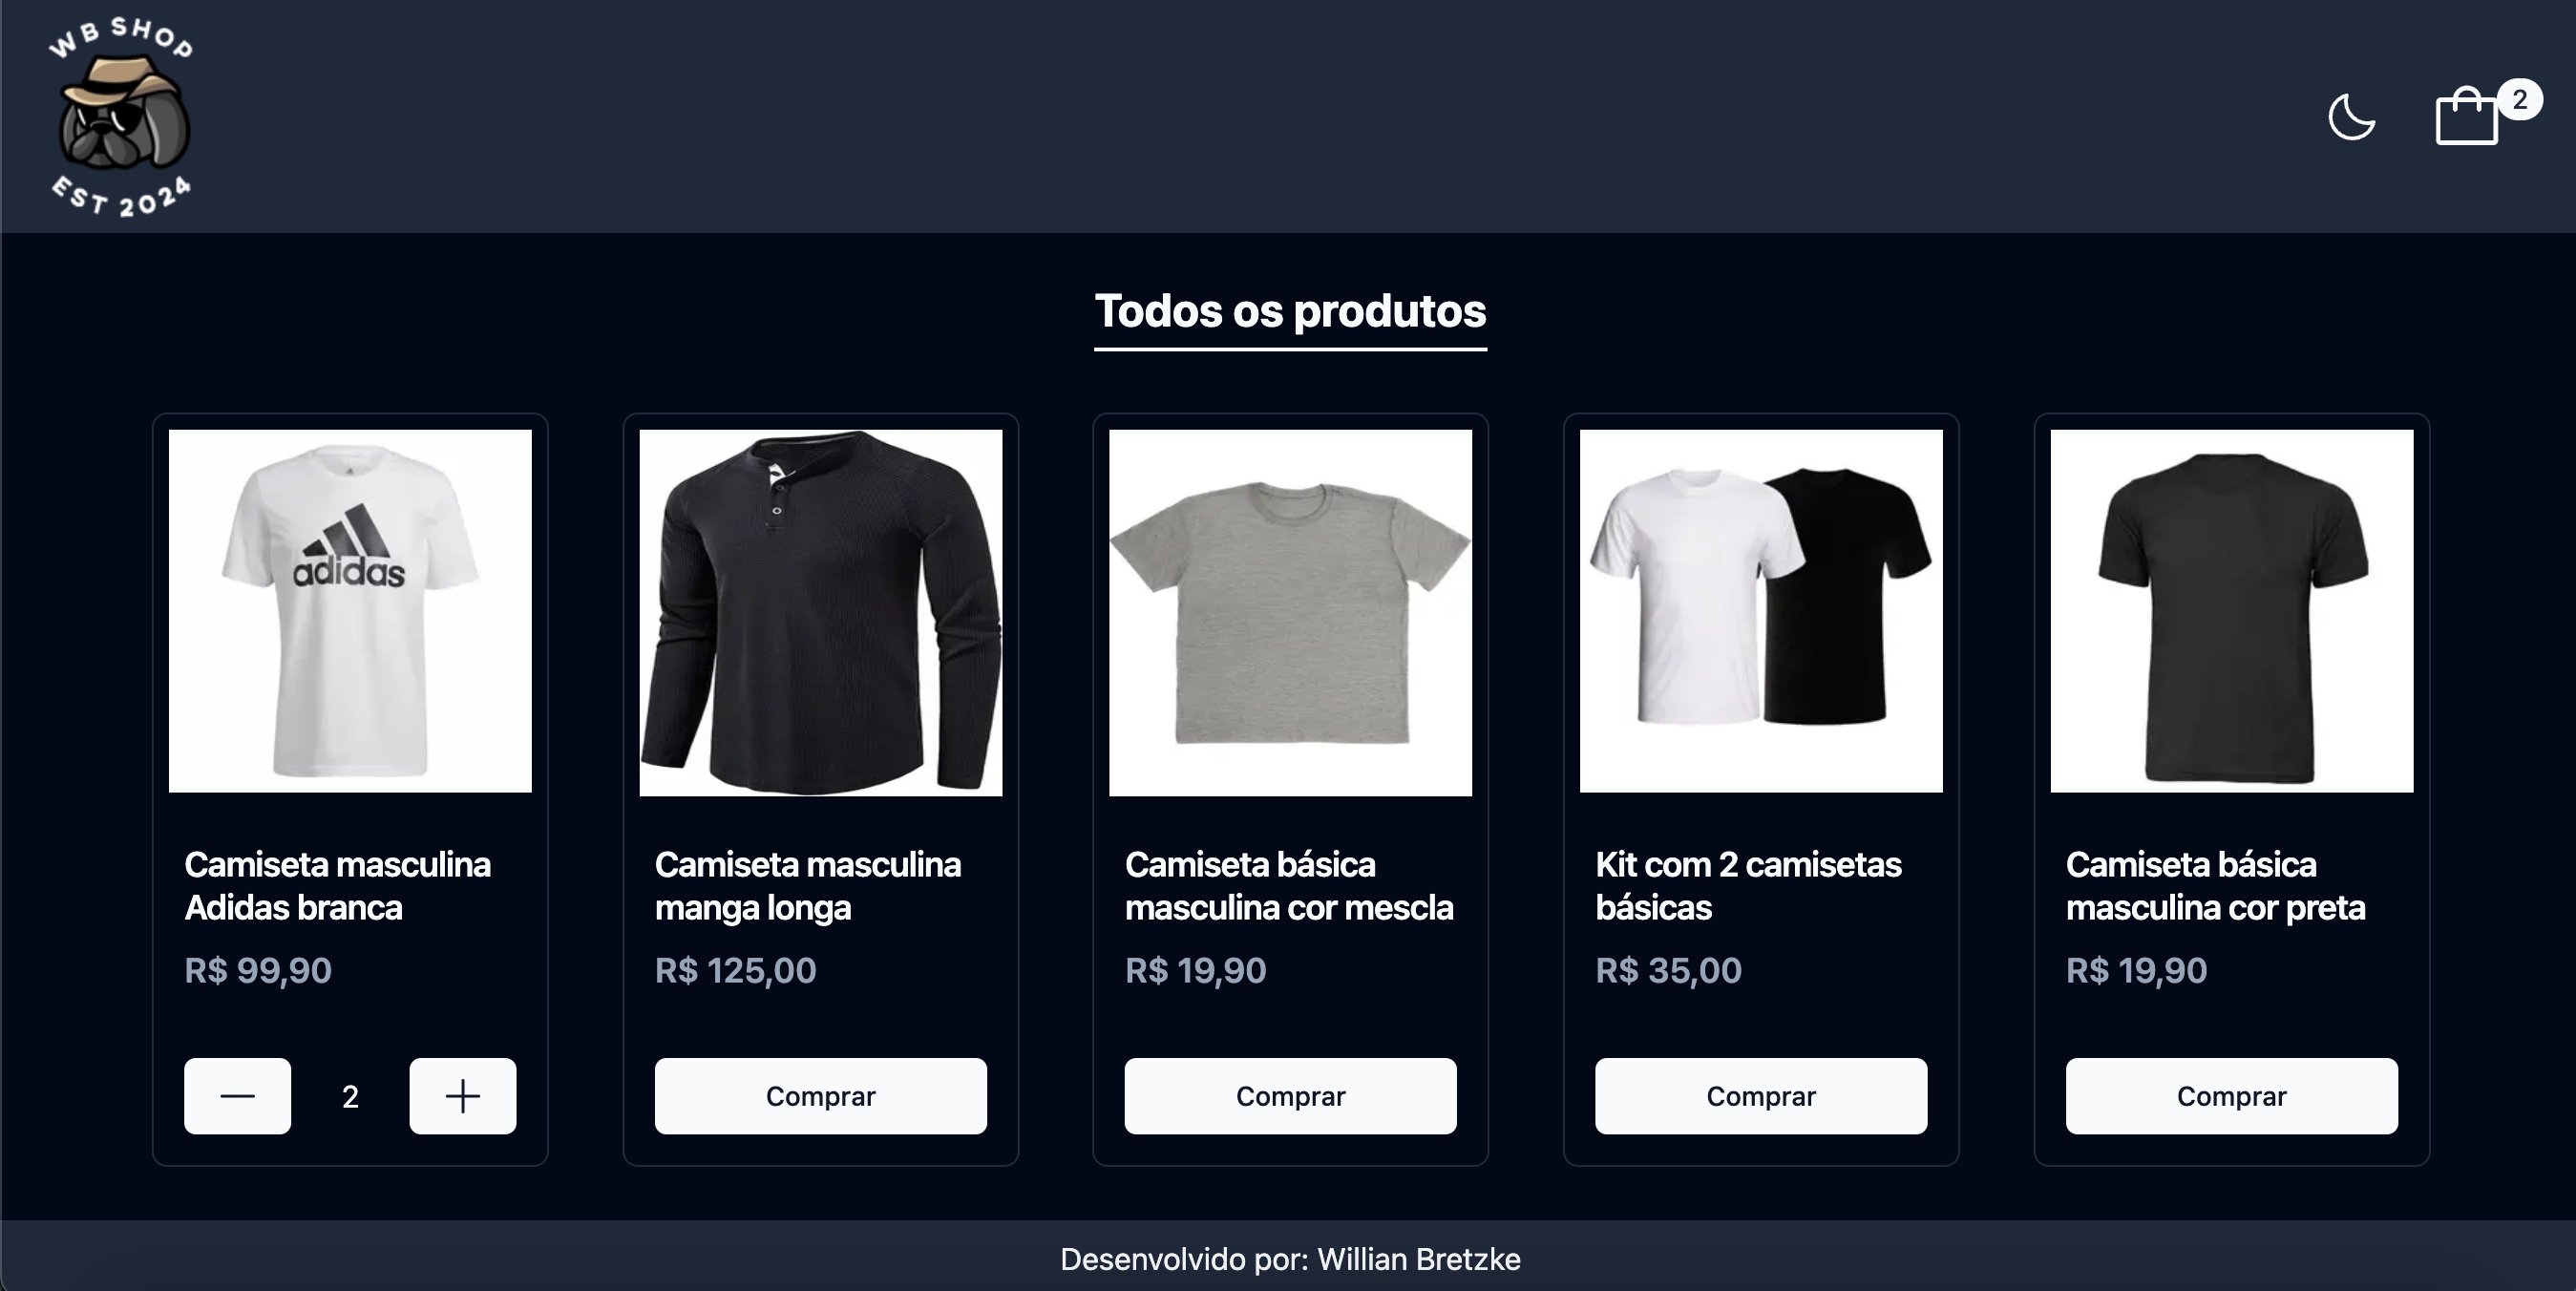 WB SHOP
EST 2024
2
Todos os produtos
adidas
Camiseta masculina
Adidas branca
R$ 99,90
2
Camiseta masculina
manga longa
R$ 125,00
Comprar
Camiseta básica
masculina cor mescla
R$ 19,90
Comprar
Kit com 2 camisetas
básicas
R$ 35,00
Comprar
Camiseta básica
masculina cor preta
R$ 19,90
Comprar
Desenvolvido por: Willian Bretzke